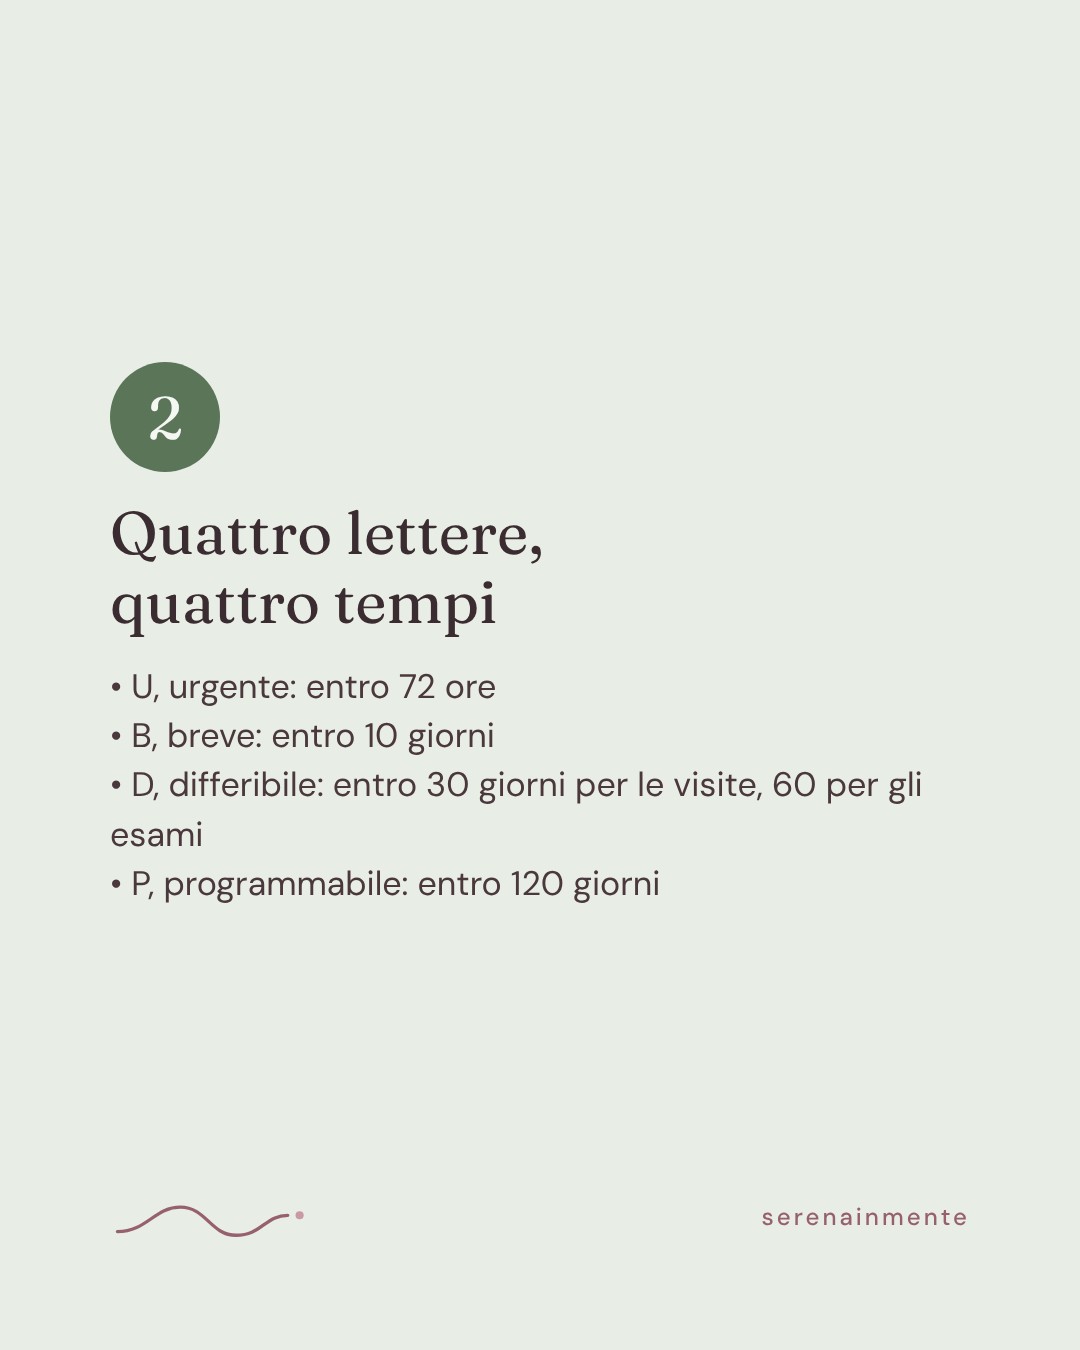 2
Quattro lettere,
quattro tempi
• U, urgente: entro 72 ore
• B, breve: entro 10 giorni
• D, differibile: entro 30 giorni per le visite, 60 per gli
esami
• P, programmabile: entro 120 giorni
serenainmente